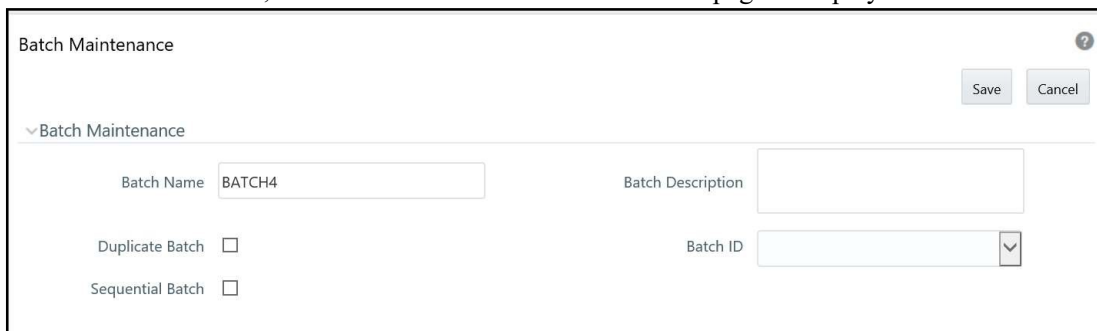 Batch Maintenance
Save Cancel
Batch Maintenance
Batch Name BATCH4 Batch Description
Duplicate Batch Batch ID
Sequential Batch